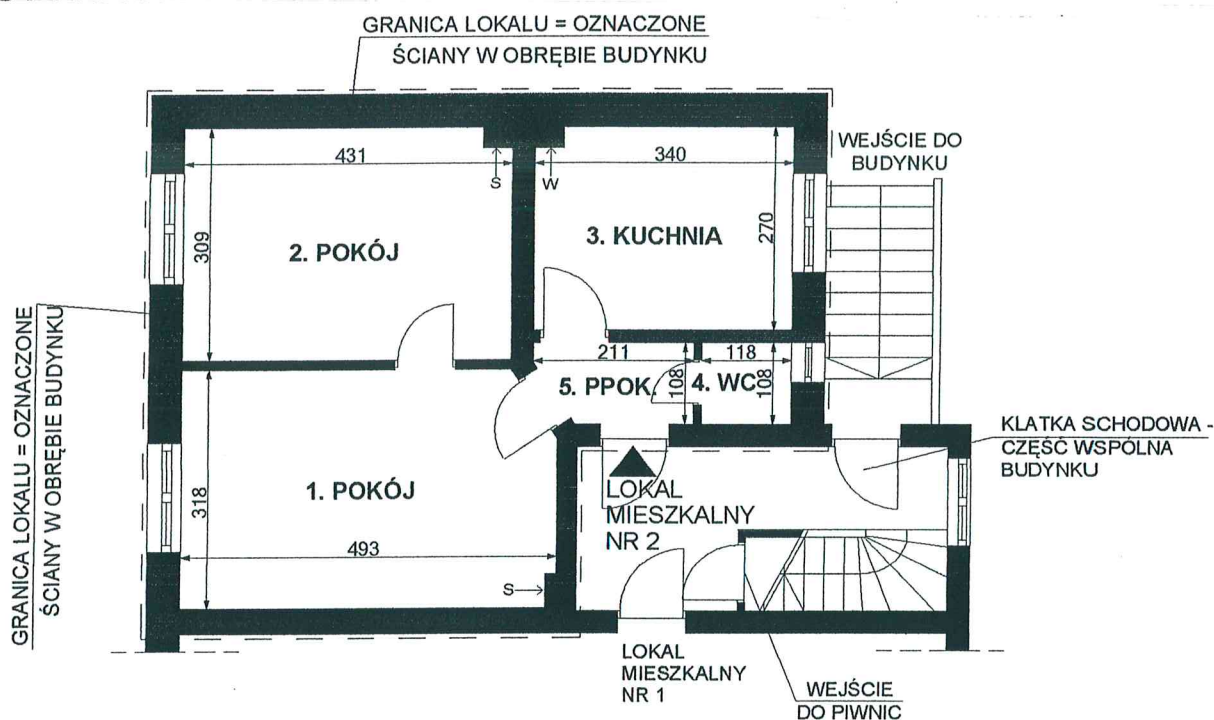 GRANICA LOKALU = OZNACZONE
ŚCIANY W OBRĘBIE BUDYNKU
WEJŚCIE DO
BUDYNKU
431
340
S
W
309
2. POKÓJ
3. KUCHNIA
270
GRANICA LOKALU = OZNACZONE
ŚCIANY W OBRĘBIE BUDYNKU
211
118
5. PPOK.
108
4. WC
108
KLATKA SCHODOWA -
CZĘŚĆ WSPÓLNA
BUDYNKU
318
1. POKÓJ
LOKAL
MIESZKALNY
NR 2
493
S
LOKAL
MIESZKALNY
NR 1
WEJŚCIE
DO PIWNIC